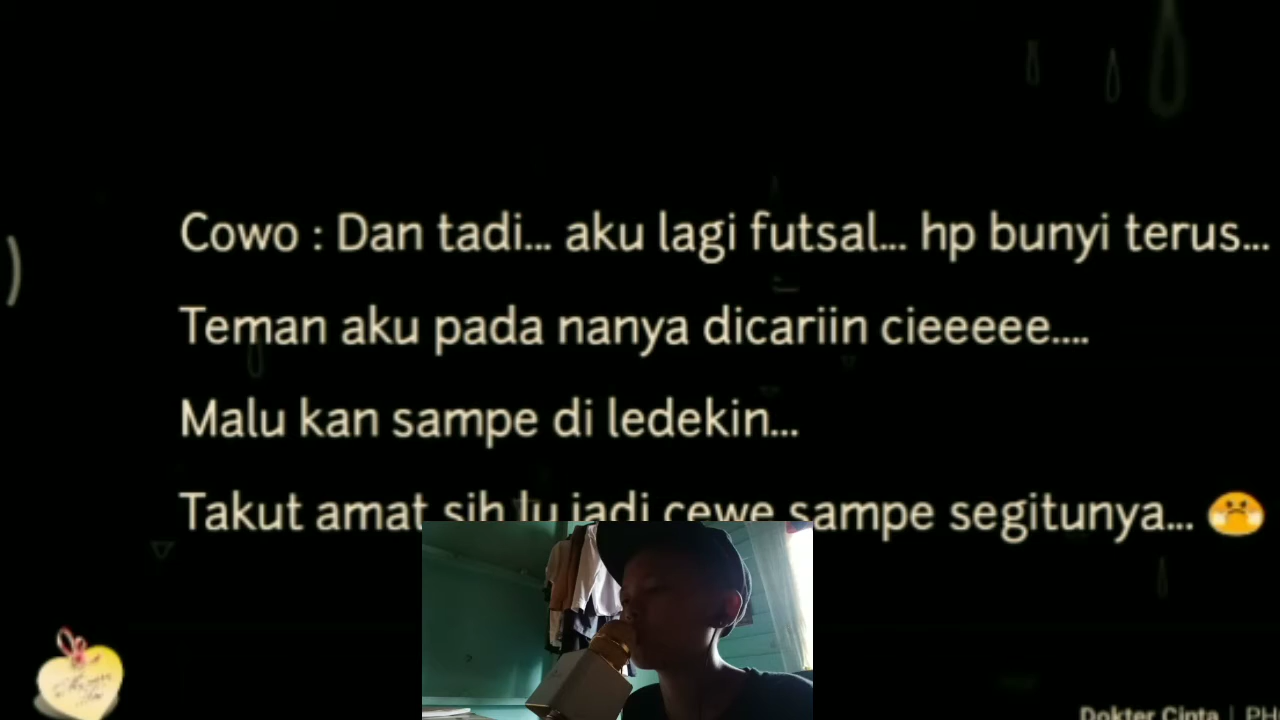 )
Cowo : Dan tadi... aku lagi futsal... hp bunyi terus...
Teman aku pada nanya dicariin cieeeee....
Malu kan sampe di ledekin...
Takut amat sih lu jadi cewe sampe segitunya... 😤
Dokter Cinta | PH